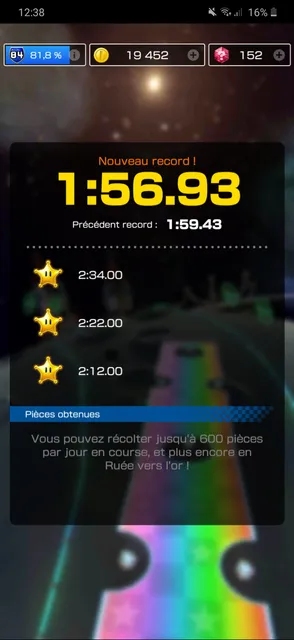 12:38 16%
84 81,8 % i 19 452 + 152 +
Nouveau record !
1:56.93
Précédent record : 1:59.43
2:34.00
2:22.00
2:12.00
Pièces obtenues
Vous pouvez récolter jusqu'à 600 pièces
par jour en course, et plus encore en
Ruée vers l'or !